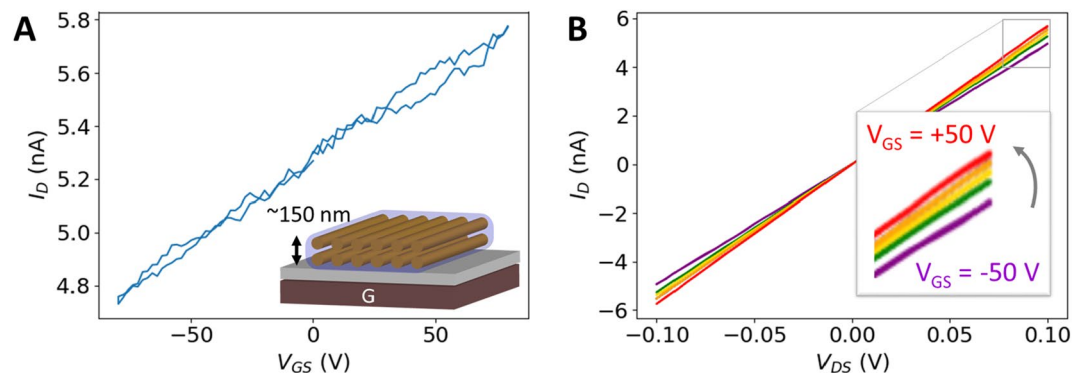 A
5.8
5.6
5.4
5.2
5.0
4.8
I_D (nA)
−50
0
50
V_GS (V)
~150 nm
G
B
6
4
2
0
−2
−4
−6
I_D (nA)
−0.10
−0.05
0.00
0.05
0.10
V_DS (V)
V_GS = +50 V
V_GS = -50 V